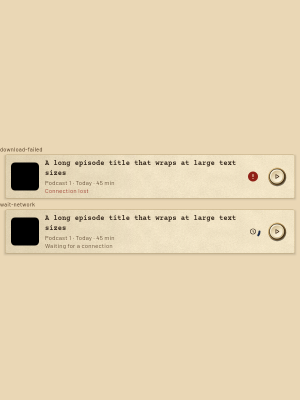 download-failed
A long episode title that wraps at large text
sizes
Podcast 1 · Today · 45 min
Connection lost
wait-network
A long episode title that wraps at large text
sizes
Podcast 1 · Today · 45 min
Waiting for a connection